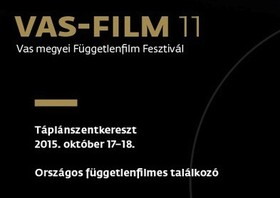 VAS-FILM 11
Vas megyei Függetlenfilm Fesztivál
Táplánszentkereszt
2015. október 17–18.
Országos függetlenfilmes találkozó